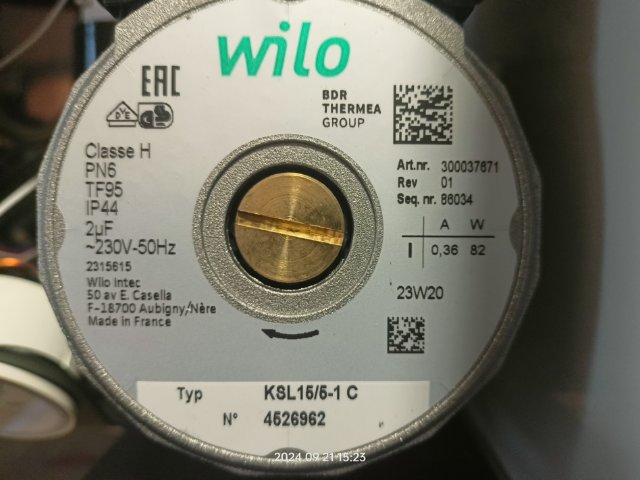 wilo
EAC
BDR
THERMEA
GROUP
Classe H
PN6
TF95
IP44
2µF
~230V-50Hz
2315615
Wilo Intec
50 av E. Casella
F-18700 Aubigny/Nère
Made in France
Art.nr. 300037671
Rev 01
Seq. nr. 86034
A W
I 0,36 82
23W20
Typ KSL15/5-1 C
N° 4526962
2024.09.21 15:23